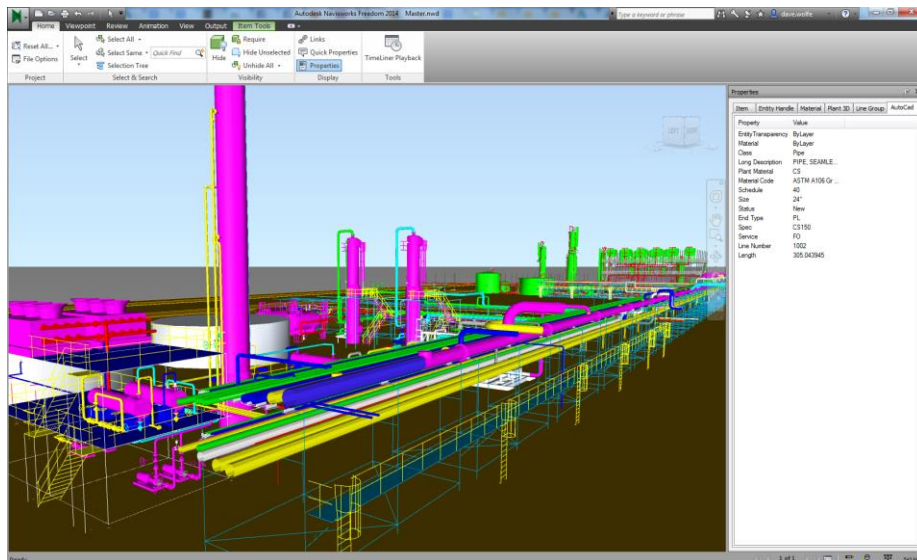 Autodesk Navisworks Freedom 2014 Master.nwd
Type a keyword or phrase
dave.wolfe
Home Viewpoint Review Animation View Output Item Tools
Reset All...
File Options
Project
Select
Select All
Select Same
Quick Find
Selection Tree
Select & Search
Hide
Require
Hide Unselected
Unhide All
Visibility
Links
Quick Properties
Properties
Display
TimeLiner Playback
Tools
LEFT
Properties
Item Entity Handle Material Plant 3D Line Group AutoCad
Property Value
EntityTransparency ByLayer
Material ByLayer
Class Pipe
Long Description PIPE, SEAMLE...
Plant Material CS
Material Code ASTM A106 Gr ...
Schedule 40
Size 24"
Status New
End Type PL
Spec CS150
Service FO
Line Number 1002
Length 305.043945
Ready
1 of 1